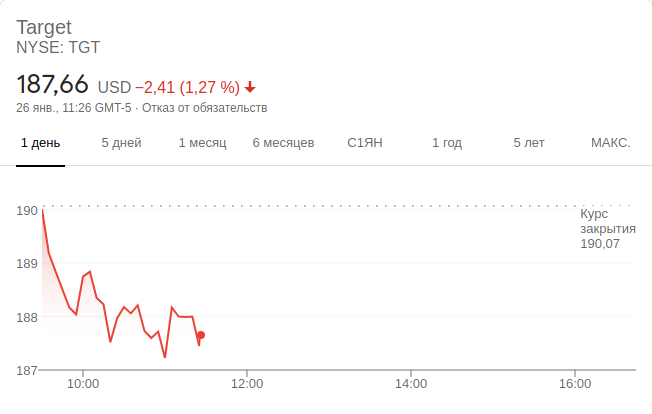 Target
NYSE: TGT
187,66 USD −2,41 (1,27 %)
26 янв., 11:26 GMT-5 · Отказ от обязательств
1 день 5 дней 1 месяц 6 месяцев С1ЯН 1 год 5 лет МАКС.
190
Курс
закрытия
190,07
189
188
187
10:00 12:00 14:00 16:00